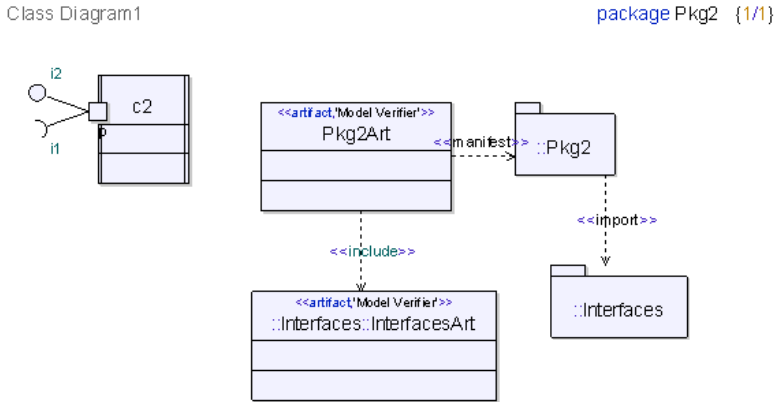 Class Diagram1
package Pkg2 {1/1}
i2
c2
p
i1
<<artifact,'Model Verifier'>>
Pkg2Art
<<manifest>>
::Pkg2
<<import>>
<<include>>
<<artifact,'Model Verifier'>>
::Interfaces::InterfacesArt
::Interfaces